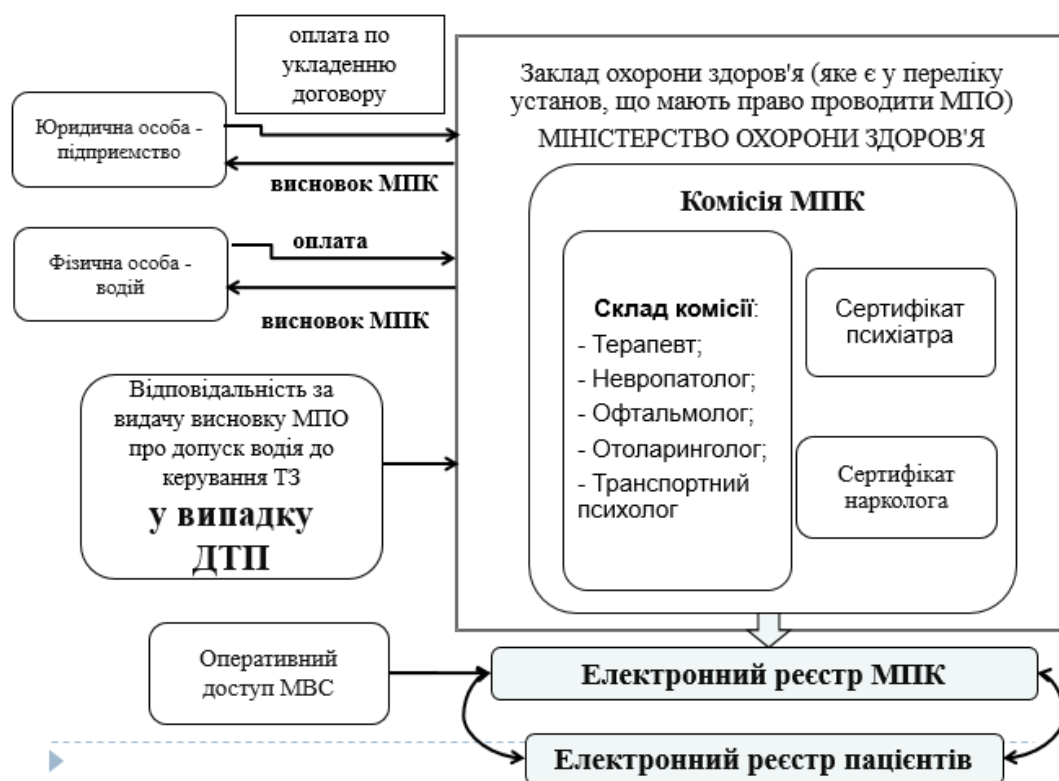 оплата по
укладенню
договору
Заклад охорони здоров'я (яке є у переліку
установ, що мають право проводити МПО)
МІНІСТЕРСТВО ОХОРОНИ ЗДОРОВ'Я
Юридична особа -
підприємство
висновок МПК
Фізична особа -
водій
оплата
висновок МПК
Комісія МПК
Склад комісії:
- Терапевт;
- Невропатолог;
- Офтальмолог;
- Отоларинголог;
- Транспортний
психолог
Сертифікат
психіатра
Сертифікат
нарколога
Відповідальність за
видачу висновку МПО
про допуск водія до
керування ТЗ
у випадку
ДТП
Оперативний
доступ МВС
Електронний реєстр МПК
Електронний реєстр пацієнтів